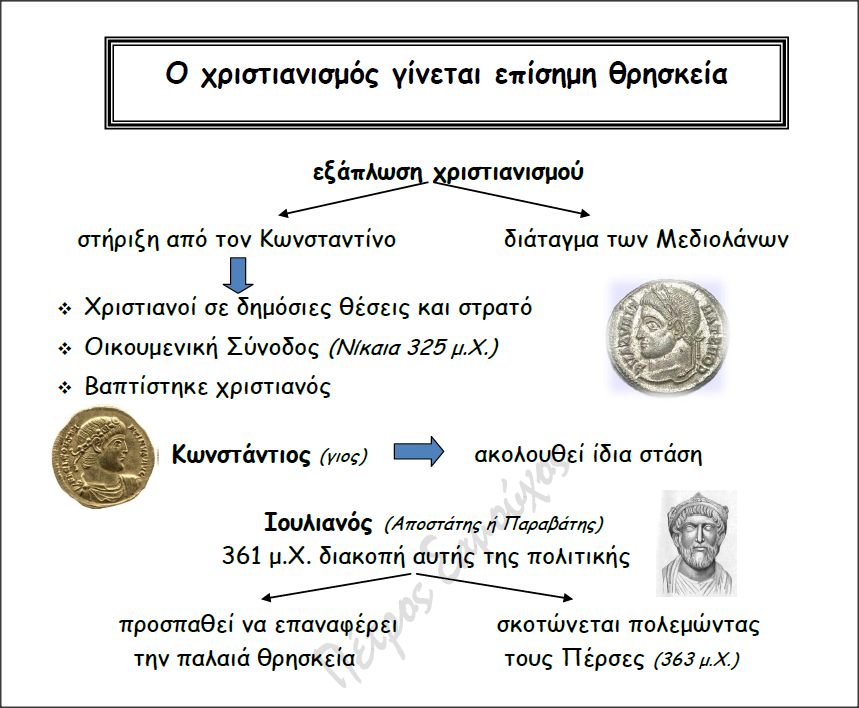 Ο χριστιανισμός γίνεται επίσημη θρησκεία
εξάπλωση χριστιανισμού
στήριξη από τον Κωνσταντίνο
διάταγμα των Μεδιολάνων
Χριστιανοί σε δημόσιες θέσεις και στρατό
Οικουμενική Σύνοδος (Νίκαια 325 μ.Χ.)
Βαπτίστηκε χριστιανός
Κωνστάντιος (γιος)
ακολουθεί ίδια στάση
Ιουλιανός (Αποστάτης ή Παραβάτης)
361 μ.Χ. διακοπή αυτής της πολιτικής
προσπαθεί να επαναφέρει
την παλαιά θρησκεία
σκοτώνεται πολεμώντας
τους Πέρσες (363 μ.Χ.)
Πέτρος